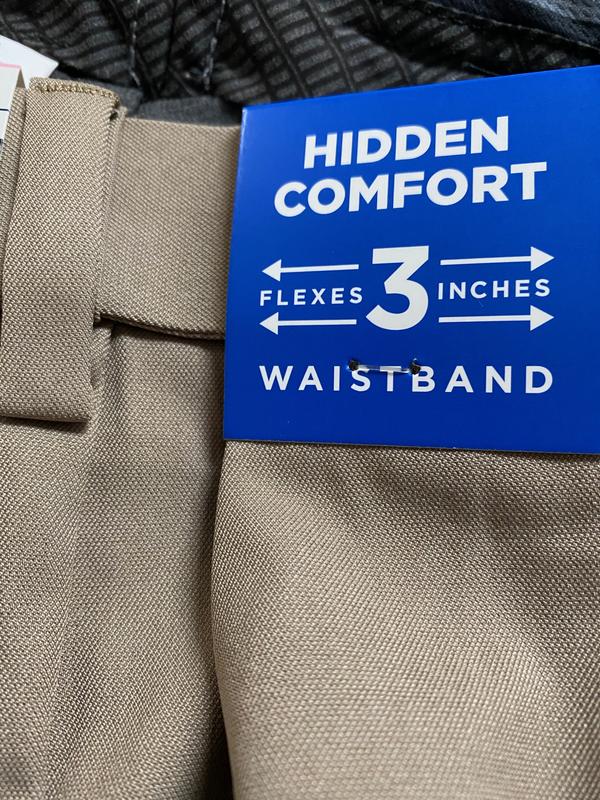 HIDDEN
COMFORT
FLEXES 3 INCHES
WAISTBAND